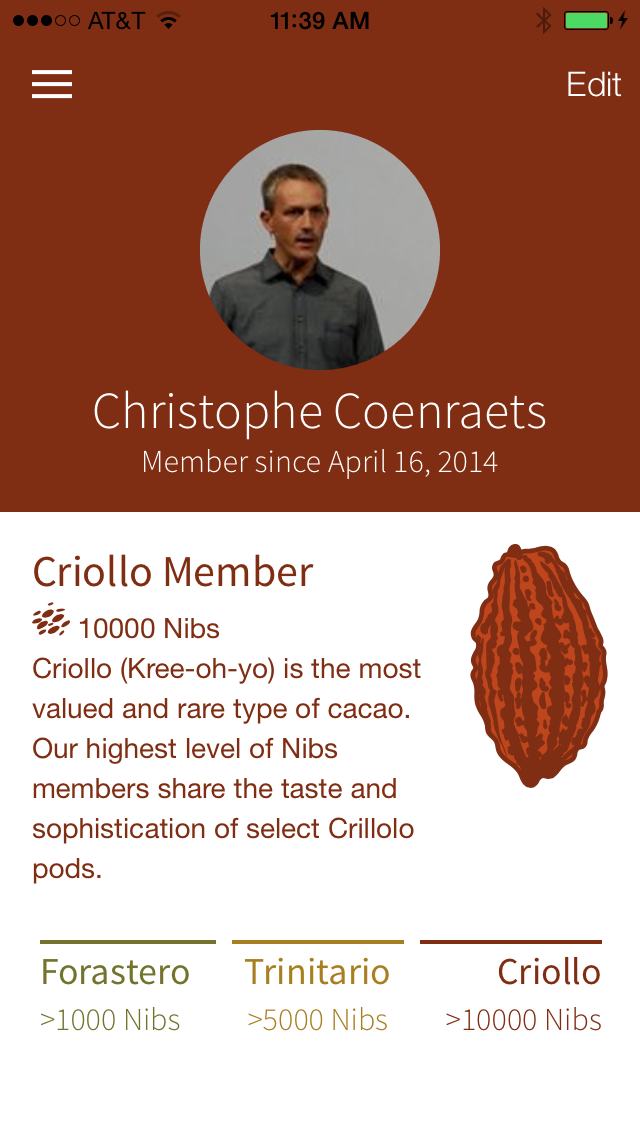 AT&T 11:39 AM
Edit
Christophe Coenraets
Member since April 16, 2014
Criollo Member
10000 Nibs
Criollo (Kree-oh-yo) is the most
valued and rare type of cacao.
Our highest level of Nibs
members share the taste and
sophistication of select Crillolo
pods.
Forastero Trinitario Criollo
>1000 Nibs >5000 Nibs >10000 Nibs